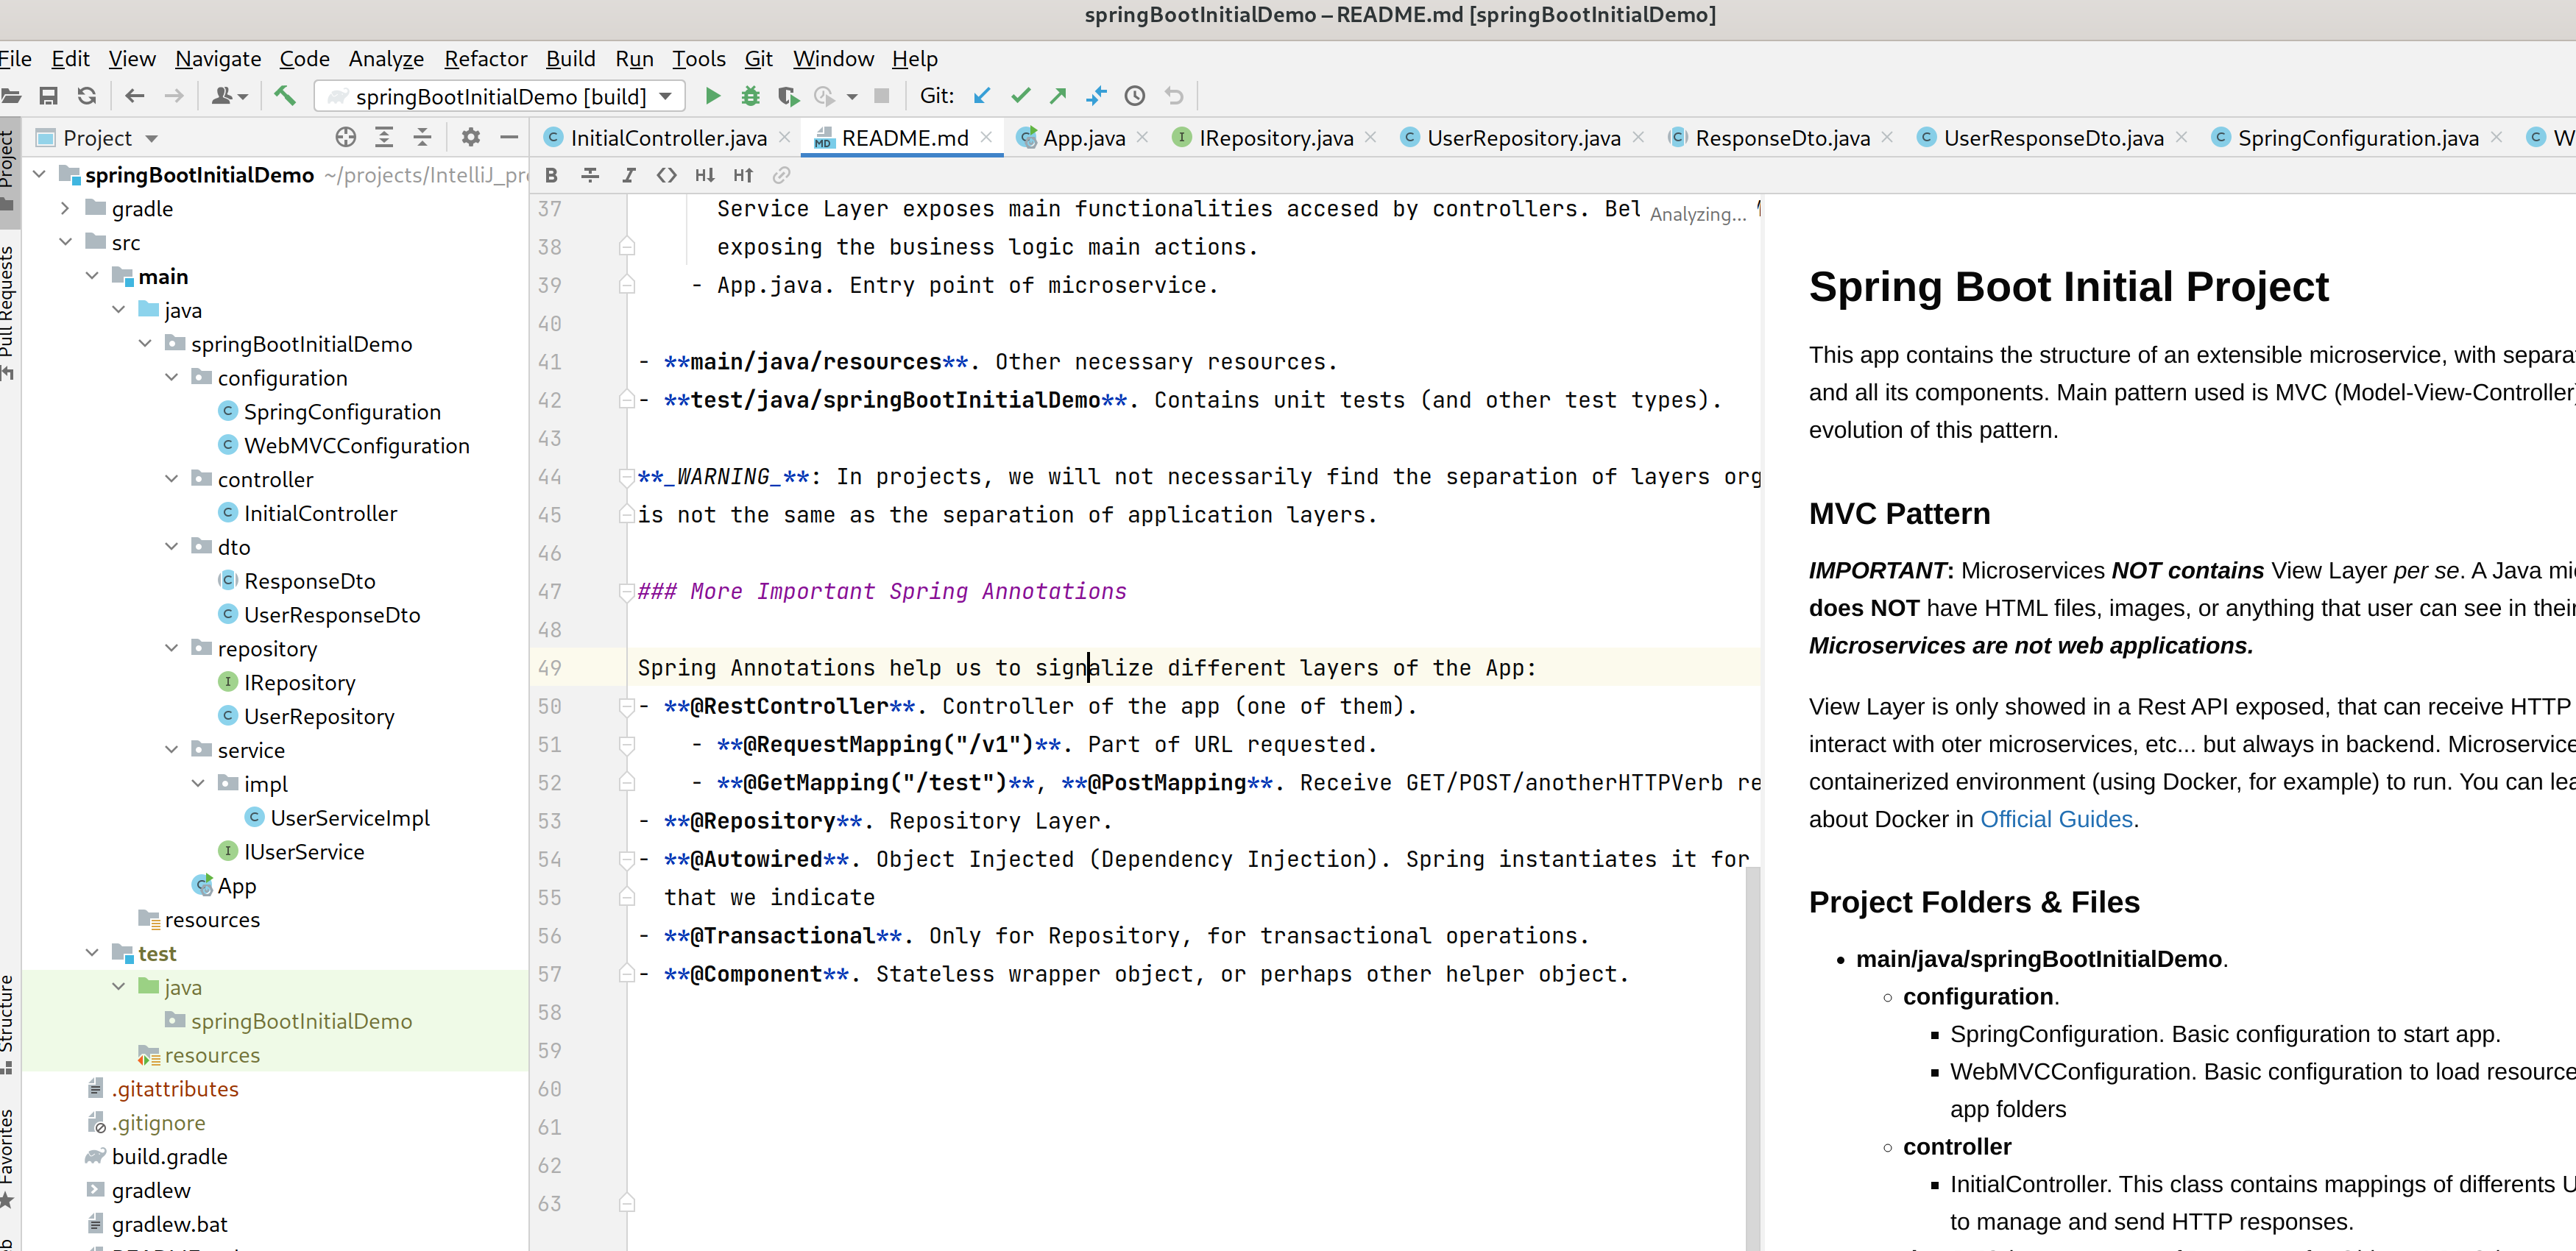 springBootInitialDemo – README.md [springBootInitialDemo]
File Edit View Navigate Code Analyze Refactor Build Run Tools Git Window Help
springBootInitialDemo [build] Git:
Project
InitialController.java README.md App.java IRepository.java UserRepository.java ResponseDto.java UserResponseDto.java SpringConfiguration.java W
Project
Pull Requests
Structure
Favorites
springBootInitialDemo ~/projects/IntelliJ_pr
gradle
src
main
java
springBootInitialDemo
configuration
SpringConfiguration
WebMVCConfiguration
controller
InitialController
dto
ResponseDto
UserResponseDto
repository
IRepository
UserRepository
service
impl
UserServiceImpl
IUserService
App
resources
test
java
springBootInitialDemo
resources
.gitattributes
.gitignore
build.gradle
gradlew
gradlew.bat
B I <> H↓ H↑
37 Service Layer exposes main functionalities accesed by controllers. Bel Analyzing...
38 exposing the business logic main actions.
39 - App.java. Entry point of microservice.
40
41 - **main/java/resources**. Other necessary resources.
42 - **test/java/springBootInitialDemo**. Contains unit tests (and other test types).
43
44 **_WARNING_**: In projects, we will not necessarily find the separation of layers org
45 is not the same as the separation of application layers.
46
47 ### More Important Spring Annotations
48
49 Spring Annotations help us to signalize different layers of the App:
50 - **@RestController**. Controller of the app (one of them).
51 - **@RequestMapping("/v1")**. Part of URL requested.
52 - **@GetMapping("/test")**, **@PostMapping**. Receive GET/POST/anotherHTTPVerb re
53 - **@Repository**. Repository Layer.
54 - **@Autowired**. Object Injected (Dependency Injection). Spring instantiates it for
55 that we indicate
56 - **@Transactional**. Only for Repository, for transactional operations.
57 - **@Component**. Stateless wrapper object, or perhaps other helper object.
58
59
60
61
62
63
Spring Boot Initial Project
This app contains the structure of an extensible microservice, with separa
and all its components. Main pattern used is MVC (Model-View-Controller)
evolution of this pattern.
MVC Pattern
IMPORTANT: Microservices NOT contains View Layer per se. A Java mi
does NOT have HTML files, images, or anything that user can see in their
Microservices are not web applications.
View Layer is only showed in a Rest API exposed, that can receive HTTP
interact with oter microservices, etc... but always in backend. Microservice
containerized environment (using Docker, for example) to run. You can lea
about Docker in Official Guides.
Project Folders & Files
• main/java/springBootInitialDemo.
○ configuration.
▪ SpringConfiguration. Basic configuration to start app.
▪ WebMVCConfiguration. Basic configuration to load resource
app folders
○ controller
▪ InitialController. This class contains mappings of differents U
to manage and send HTTP responses.